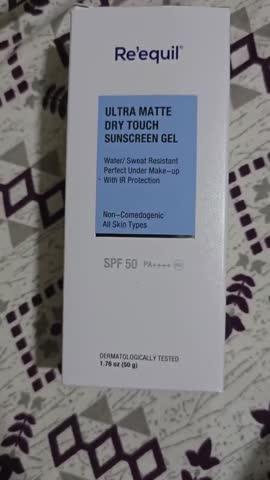 Re'equil®
ULTRA MATTE
DRY TOUCH
SUNSCREEN GEL
Water/ Sweat Resistant
Perfect Under Make-up
With IR Protection
Non-Comedogenic
All Skin Types
SPF 50 PA++++
DERMATOLOGICALLY TESTED
1.76 oz (50 g)